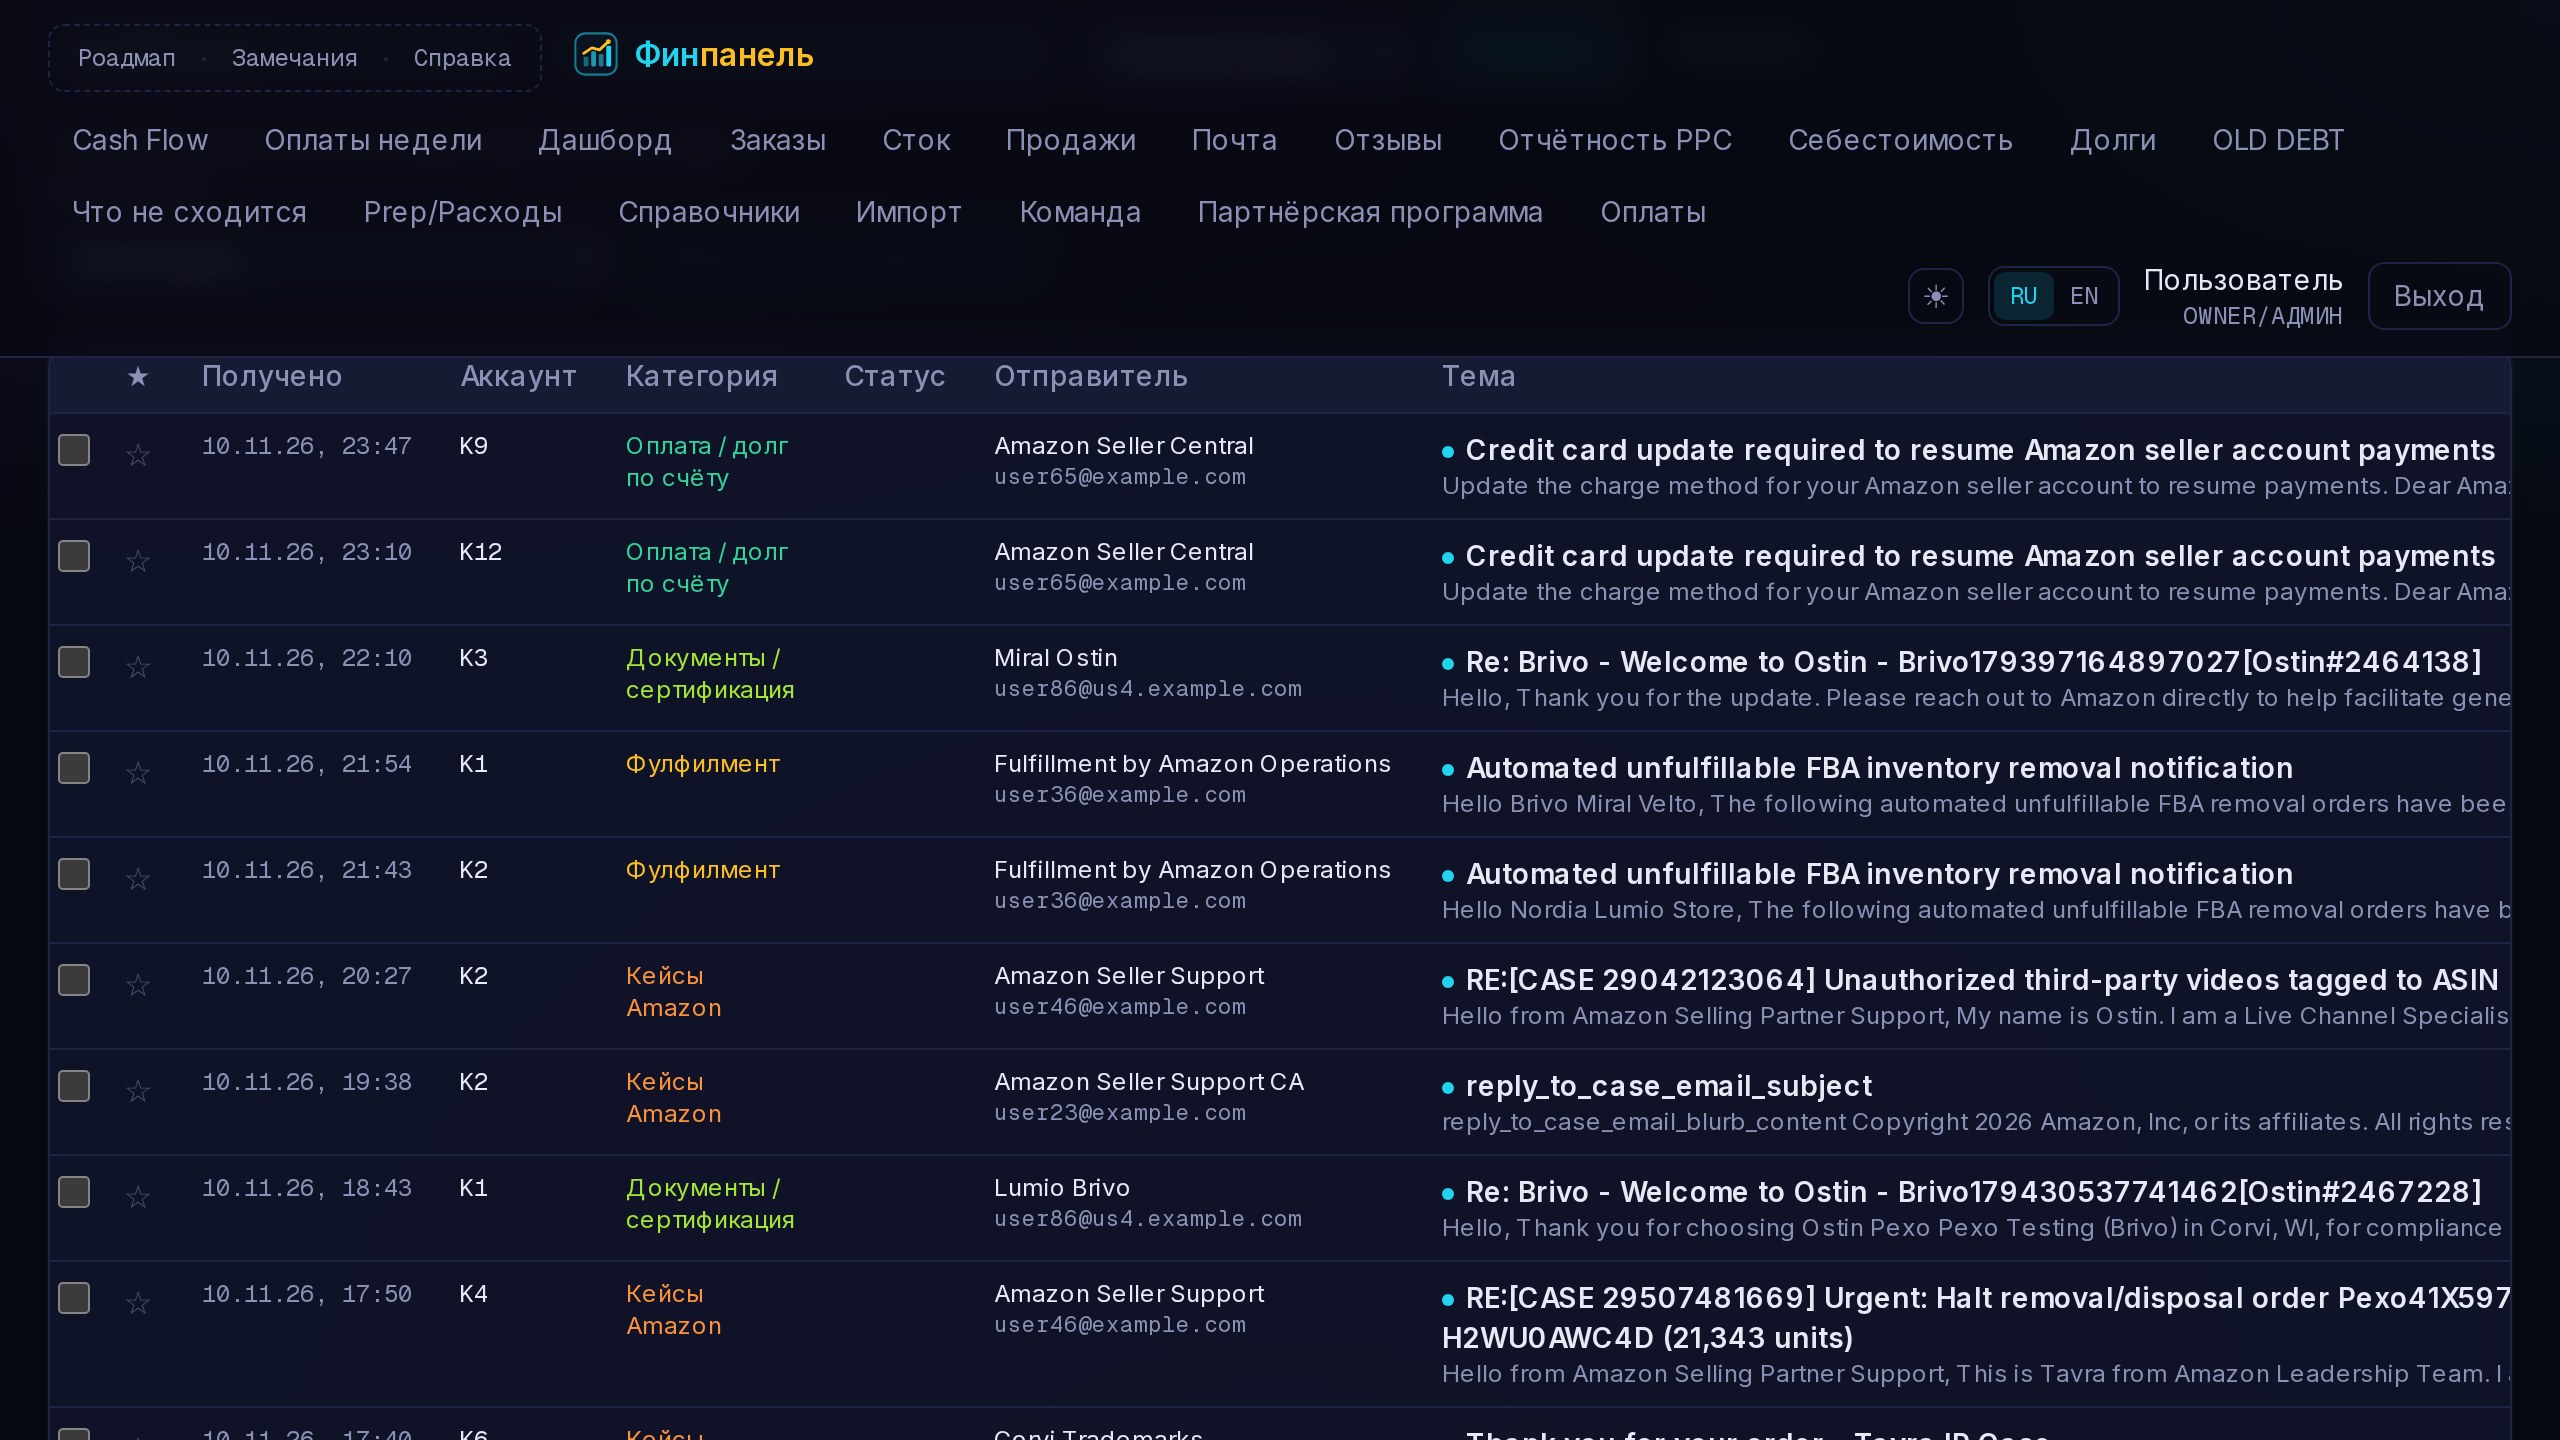 Роадмап · Замечания · Справка
Финпанель
Cash Flow Оплаты недели Дашборд Заказы Сток Продажи Почта Отзывы Отчётность PPC Себестоимость Долги OLD DEBT
Что не сходится Prep/Расходы Справочники Импорт Команда Партнёрская программа Оплаты
RU EN
Пользователь
OWNER/АДМИН
Выход
★ Получено Аккаунт Категория Статус Отправитель Тема
10.11.26, 23:47 K9 Оплата / долг по счёту
Amazon Seller Central
user65@example.com
Credit card update required to resume Amazon seller account payments
Update the charge method for your Amazon seller account to resume payments. Dear Ama
10.11.26, 23:10 K12 Оплата / долг по счёту
Amazon Seller Central
user65@example.com
Credit card update required to resume Amazon seller account payments
Update the charge method for your Amazon seller account to resume payments. Dear Ama
10.11.26, 22:10 K3 Документы / сертификация
Miral Ostin
user86@us4.example.com
Re: Brivo - Welcome to Ostin - Brivo179397164897027[Ostin#2464138]
Hello, Thank you for the update. Please reach out to Amazon directly to help facilitate gene
10.11.26, 21:54 K1 Фулфилмент
Fulfillment by Amazon Operations
user36@example.com
Automated unfulfillable FBA inventory removal notification
Hello Brivo Miral Velto, The following automated unfulfillable FBA removal orders have bee
10.11.26, 21:43 K2 Фулфилмент
Fulfillment by Amazon Operations
user36@example.com
Automated unfulfillable FBA inventory removal notification
Hello Nordia Lumio Store, The following automated unfulfillable FBA removal orders have b
10.11.26, 20:27 K2 Кейсы Amazon
Amazon Seller Support
user46@example.com
RE:[CASE 29042123064] Unauthorized third-party videos tagged to ASIN
Hello from Amazon Selling Partner Support, My name is Ostin. I am a Live Channel Specialis
10.11.26, 19:38 K2 Кейсы Amazon
Amazon Seller Support CA
user23@example.com
reply_to_case_email_subject
reply_to_case_email_blurb_content Copyright 2026 Amazon, Inc, or its affiliates. All rights res
10.11.26, 18:43 K1 Документы / сертификация
Lumio Brivo
user86@us4.example.com
Re: Brivo - Welcome to Ostin - Brivo179430537741462[Ostin#2467228]
Hello, Thank you for choosing Ostin Pexo Pexo Testing (Brivo) in Corvi, WI, for compliance
10.11.26, 17:50 K4 Кейсы Amazon
Amazon Seller Support
user46@example.com
RE:[CASE 29507481669] Urgent: Halt removal/disposal order Pexo41X597
H2WU0AWC4D (21,343 units)
Hello from Amazon Selling Partner Support, This is Tavra from Amazon Leadership Team. I
10.11.26, 17:40 K6 Кейсы
Corvi Trademarks
Thank you for your order - Tavra IP Case